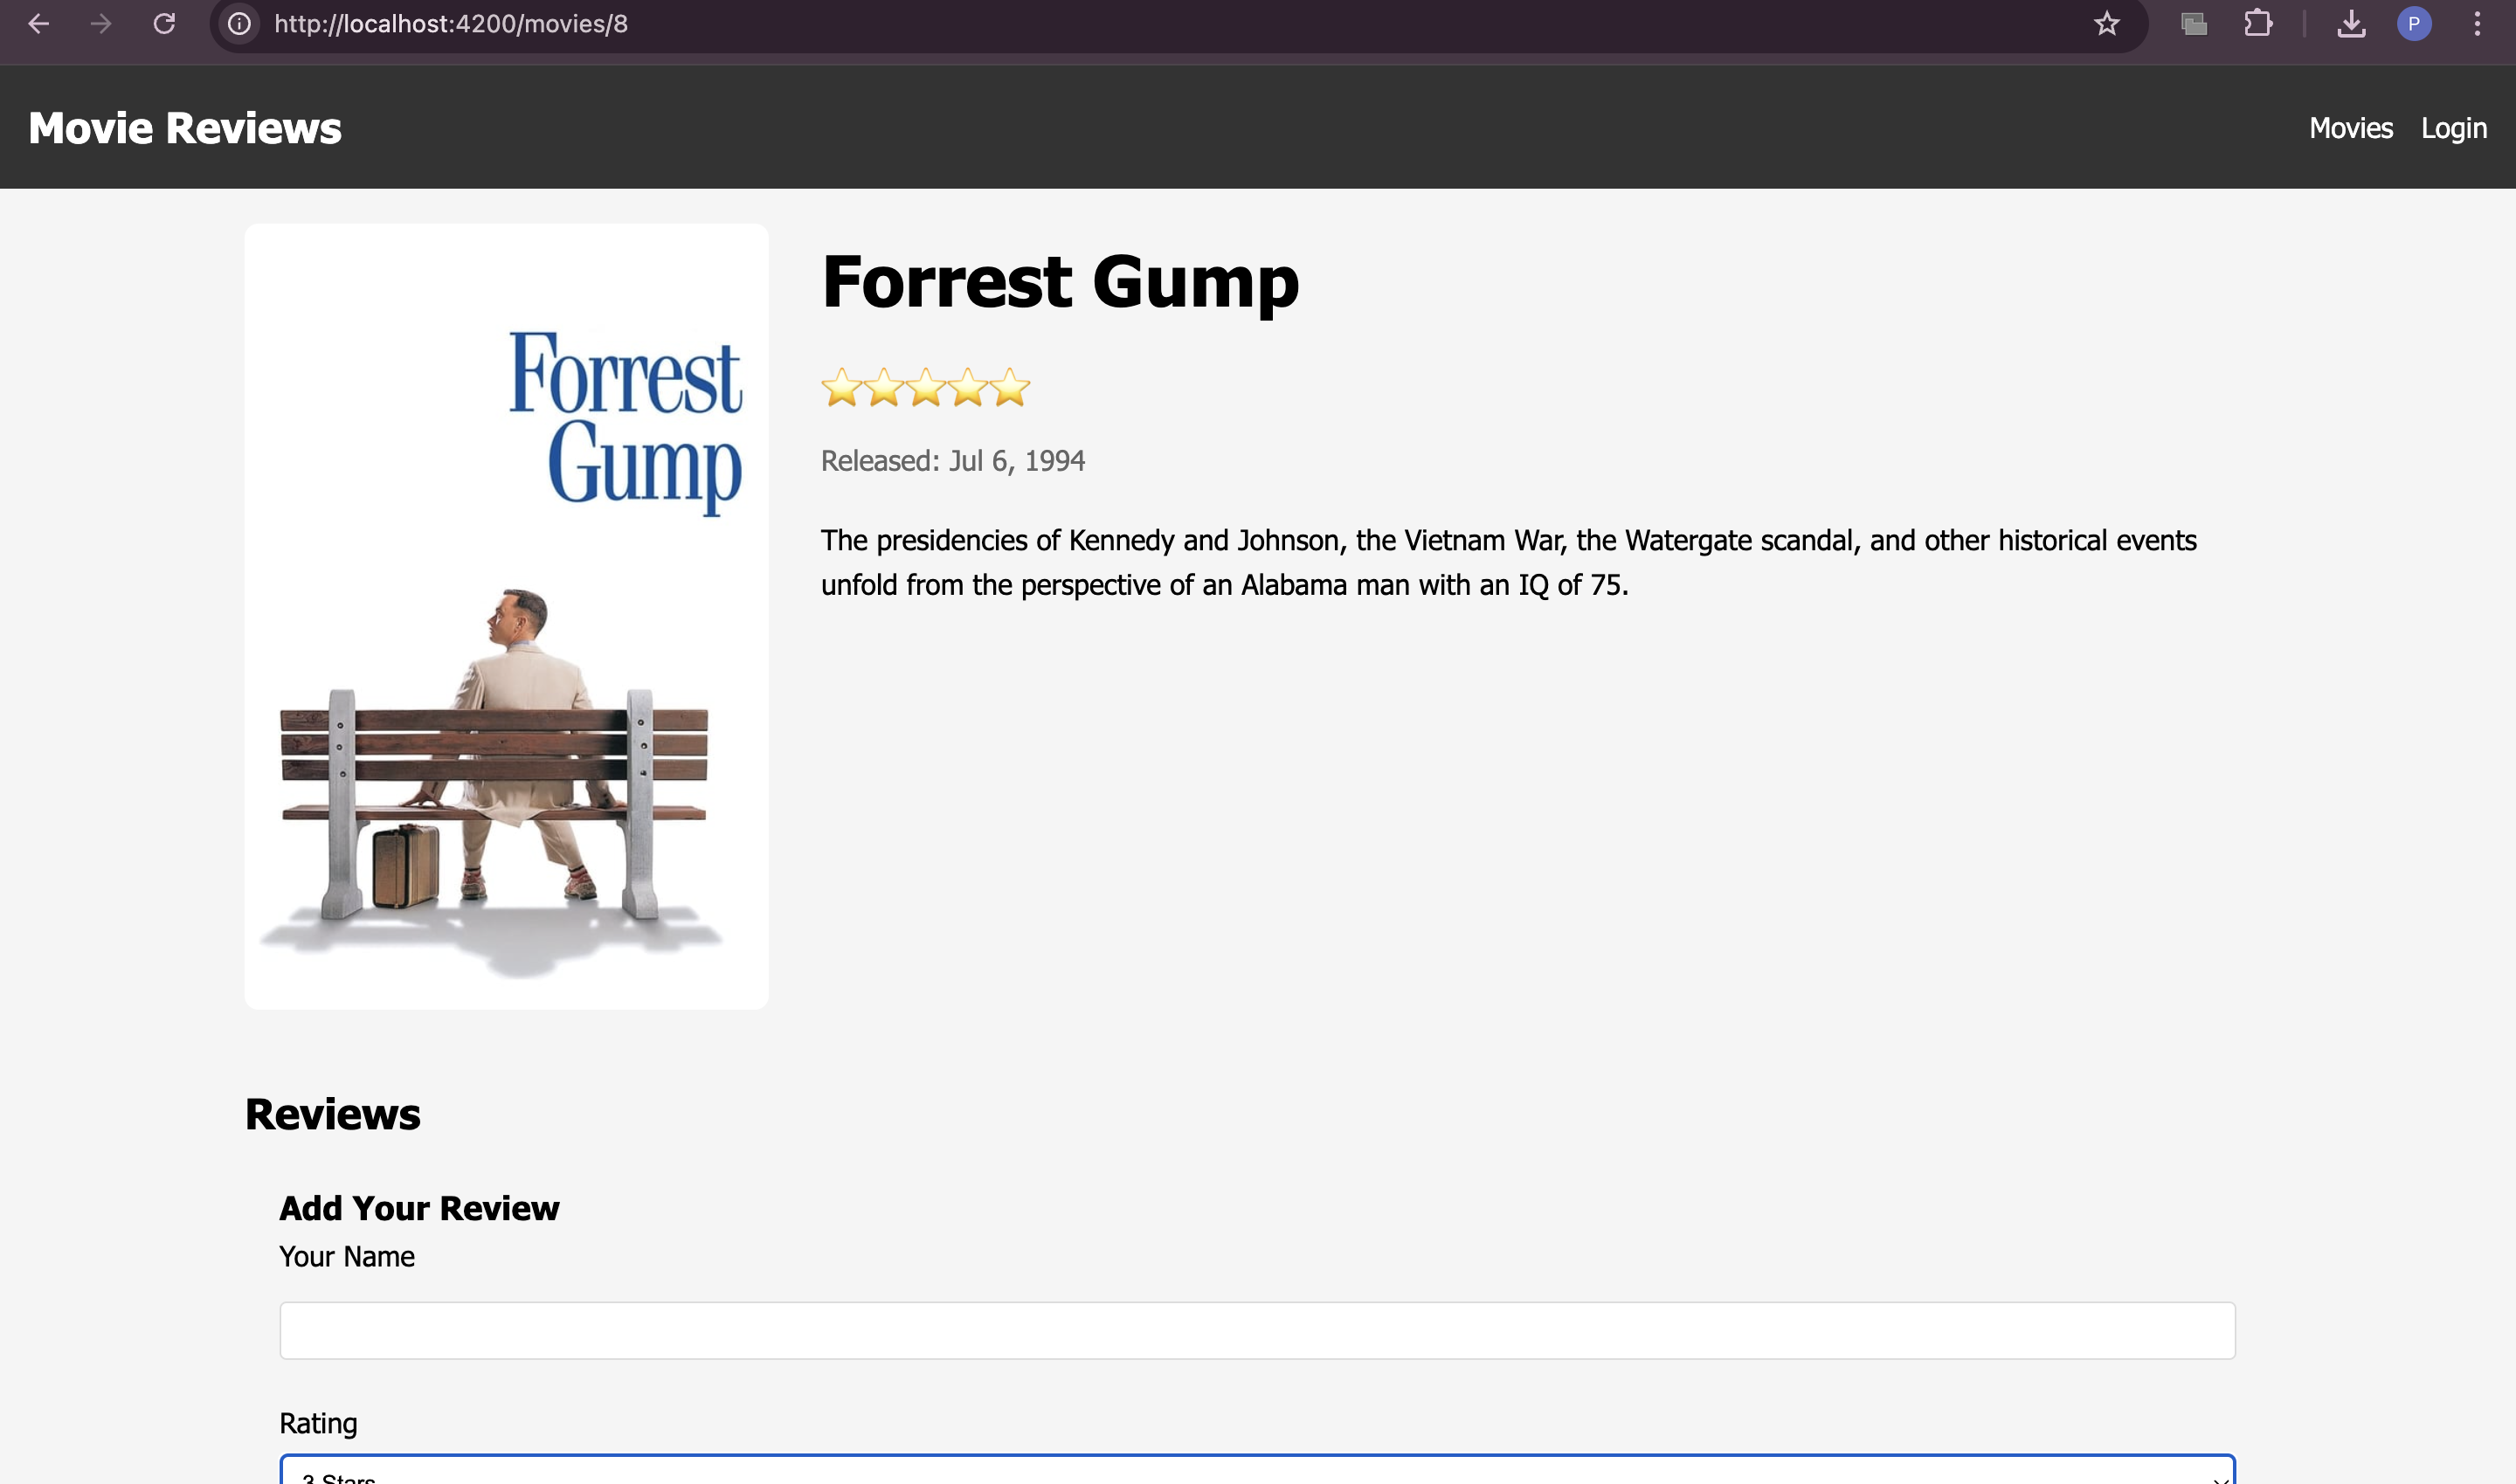 http://localhost:4200/movies/8
P
Movie Reviews
Movies Login
Forrest
Gump
Forrest Gump
Released: Jul 6, 1994
The presidencies of Kennedy and Johnson, the Vietnam War, the Watergate scandal, and other historical events
unfold from the perspective of an Alabama man with an IQ of 75.
Reviews
Add Your Review
Your Name
Rating
3 Stars